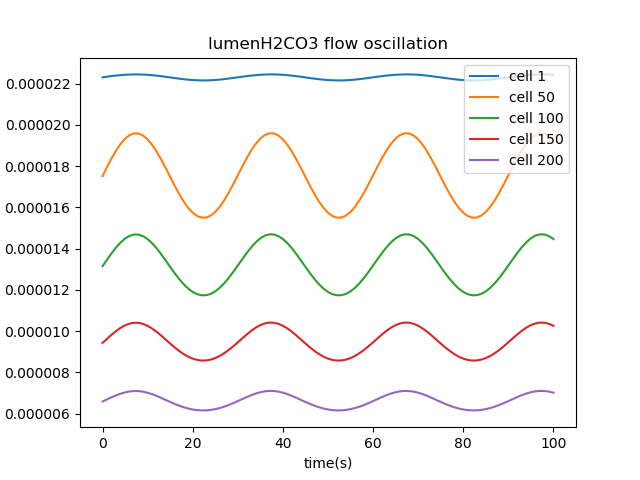 lumenH2CO3 flow oscillation
0.000022
0.000020
0.000018
0.000016
0.000014
0.000012
0.000010
0.000008
0.000006
cell 1
cell 50
cell 100
cell 150
cell 200
0 20 40 60 80 100
time(s)